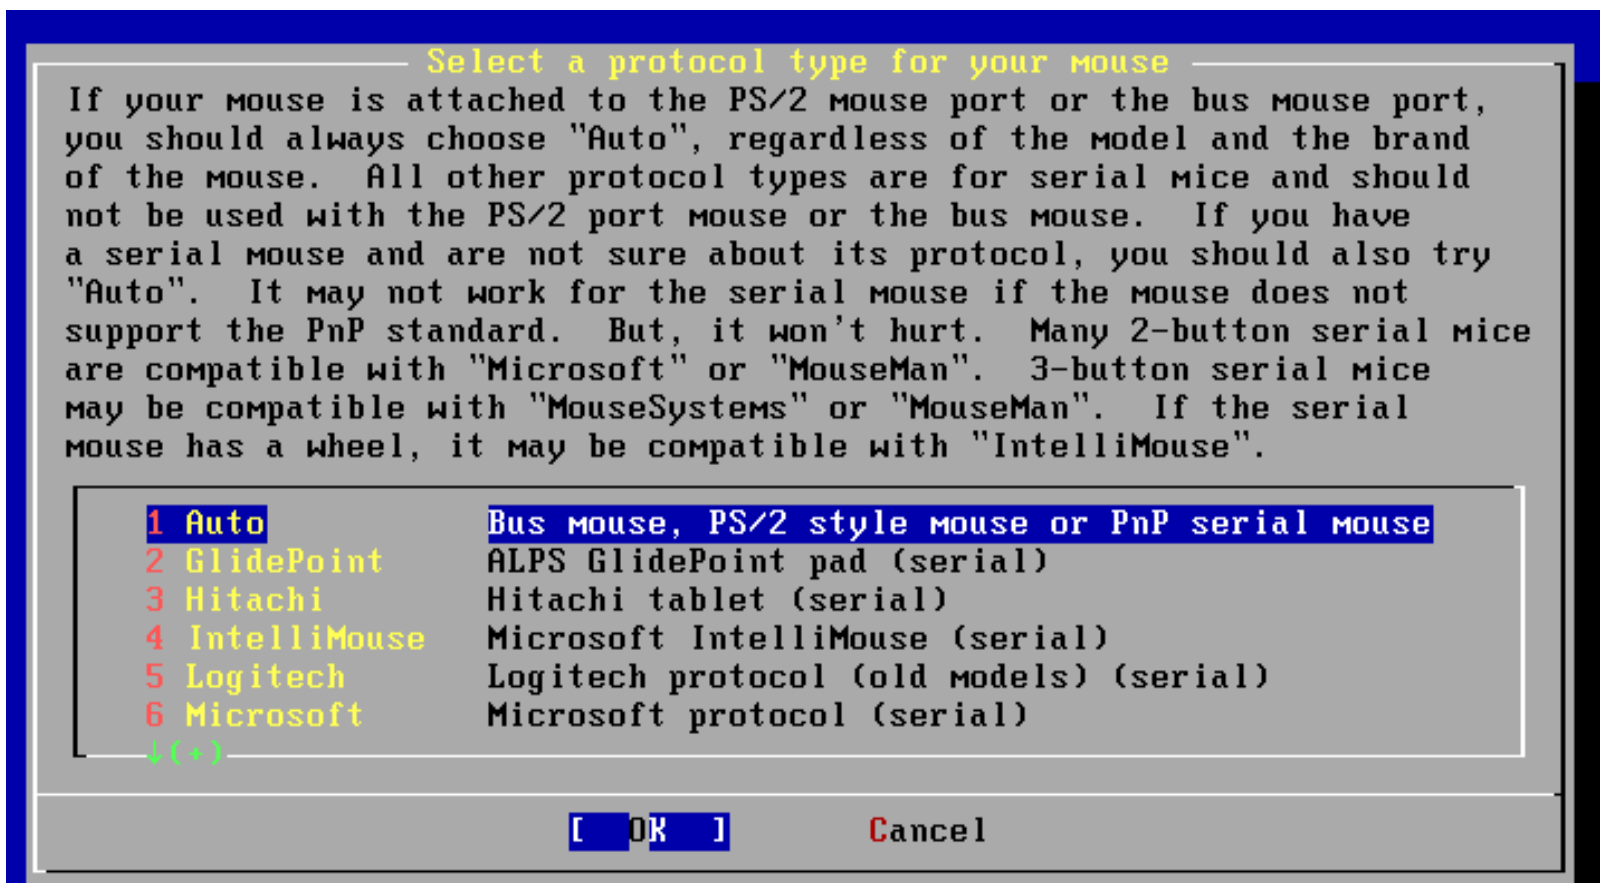 Select a protocol type for your mouse
If your mouse is attached to the PS/2 mouse port or the bus mouse port,
you should always choose "Auto", regardless of the model and the brand
of the mouse.  All other protocol types are for serial mice and should
not be used with the PS/2 port mouse or the bus mouse.  If you have
a serial mouse and are not sure about its protocol, you should also try
"Auto".  It may not work for the serial mouse if the mouse does not
support the PnP standard.  But, it won't hurt.  Many 2-button serial mice
are compatible with "Microsoft" or "MouseMan".  3-button serial mice
may be compatible with "MouseSystems" or "MouseMan".  If the serial
mouse has a wheel, it may be compatible with "IntelliMouse".
1 Auto Bus mouse, PS/2 style mouse or PnP serial mouse
2 GlidePoint ALPS GlidePoint pad (serial)
3 Hitachi Hitachi tablet (serial)
4 IntelliMouse Microsoft IntelliMouse (serial)
5 Logitech Logitech protocol (old models) (serial)
6 Microsoft Microsoft protocol (serial)
↓(+)
[ OK ] Cancel